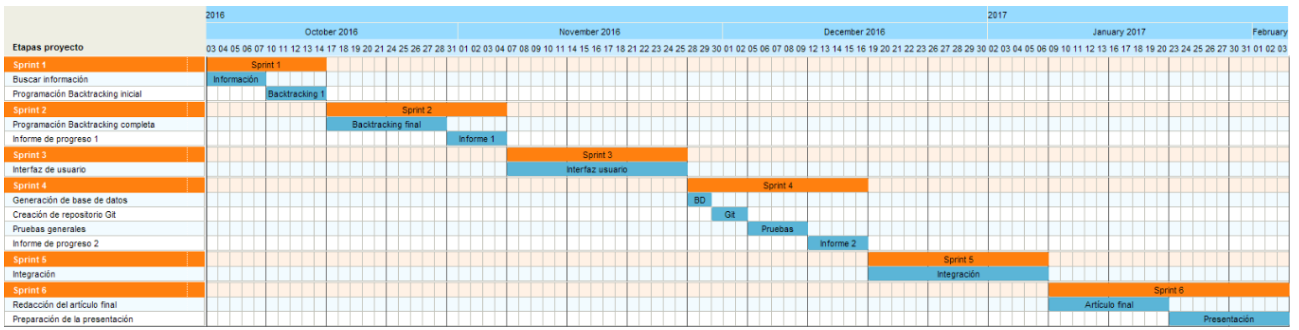 2016 2017
October 2016 November 2016 December 2016 January 2017 February
Etapas proyecto 03 04 05 06 07 10 11 12 13 14 17 18 19 20 21 24 25 26 27 28 31 01 02 03 04 07 08 09 10 11 14 15 16 17 18 21 22 23 24 25 28 29 30 01 02 05 06 07 08 09 12 13 14 15 16 19 20 21 22 23 26 27 28 29 30 02 03 04 05 06 09 10 11 12 13 16 17 18 19 20 23 24 25 26 27 30 31 01 02 03
Sprint 1 Sprint 1
Buscar información Información
Programación Backtracking inicial Backtracking 1
Sprint 2 Sprint 2
Programación Backtracking completa Backtracking final
Informe de progreso 1 Informe 1
Sprint 3 Sprint 3
Interfaz de usuario Interfaz usuario
Sprint 4 Sprint 4
Generación de base de datos BD
Creación de repositorio Git Git
Pruebas generales Pruebas
Informe de progreso 2 Informe 2
Sprint 5 Sprint 5
Integración Integración
Sprint 6 Sprint 6
Redacción del artículo final Artículo final
Preparación de la presentación Presentación